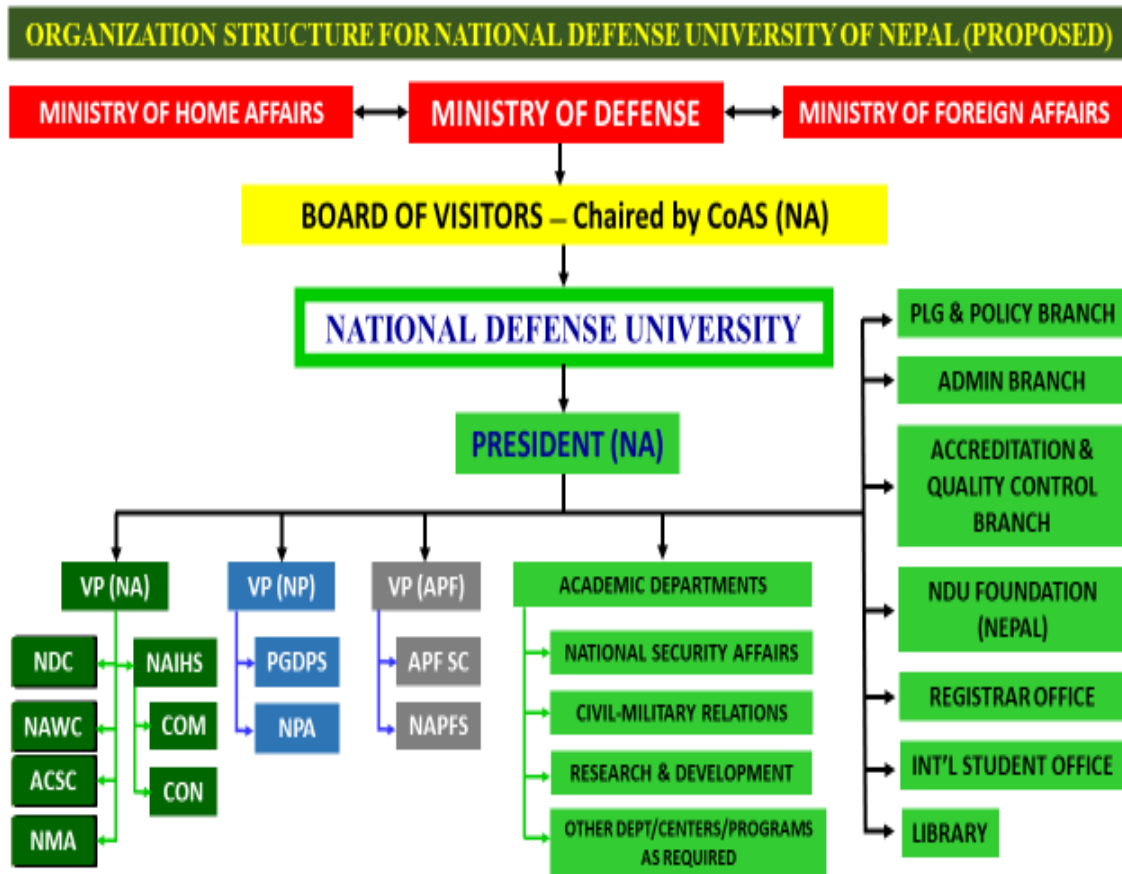 ORGANIZATION STRUCTURE FOR NATIONAL DEFENSE UNIVERSITY OF NEPAL (PROPOSED)
MINISTRY OF HOME AFFAIRS
MINISTRY OF DEFENSE
MINISTRY OF FOREIGN AFFAIRS
BOARD OF VISITORS – Chaired by CoAS (NA)
NATIONAL DEFENSE UNIVERSITY
PRESIDENT (NA)
VP (NA)
NDC
NAWC
ACSC
NMA
NAIHS
COM
CON
VP (NP)
PGDPS
NPA
VP (APF)
APF SC
NAPFS
ACADEMIC DEPARTMENTS
NATIONAL SECURITY AFFAIRS
CIVIL-MILITARY RELATIONS
RESEARCH & DEVELOPMENT
OTHER DEPT/CENTERS/PROGRAMS
AS REQUIRED
PLG & POLICY BRANCH
ADMIN BRANCH
ACCREDITATION &
QUALITY CONTROL
BRANCH
NDU FOUNDATION
(NEPAL)
REGISTRAR OFFICE
INT'L STUDENT OFFICE
LIBRARY